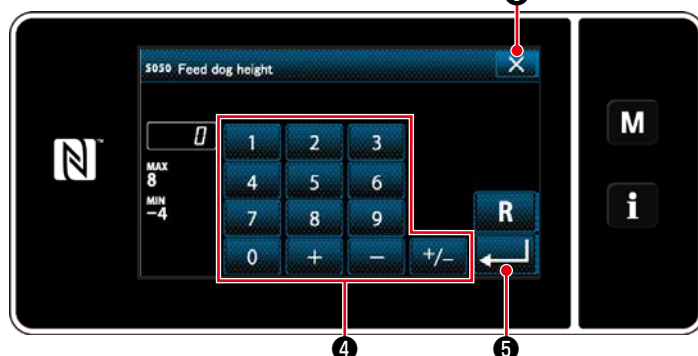 S050 Feed dog height
0
MAX
8
MIN
−4
1 2 3
4 5 6
7 8 9
0 + − +/−
R
M
i
N
TM
❹
❺